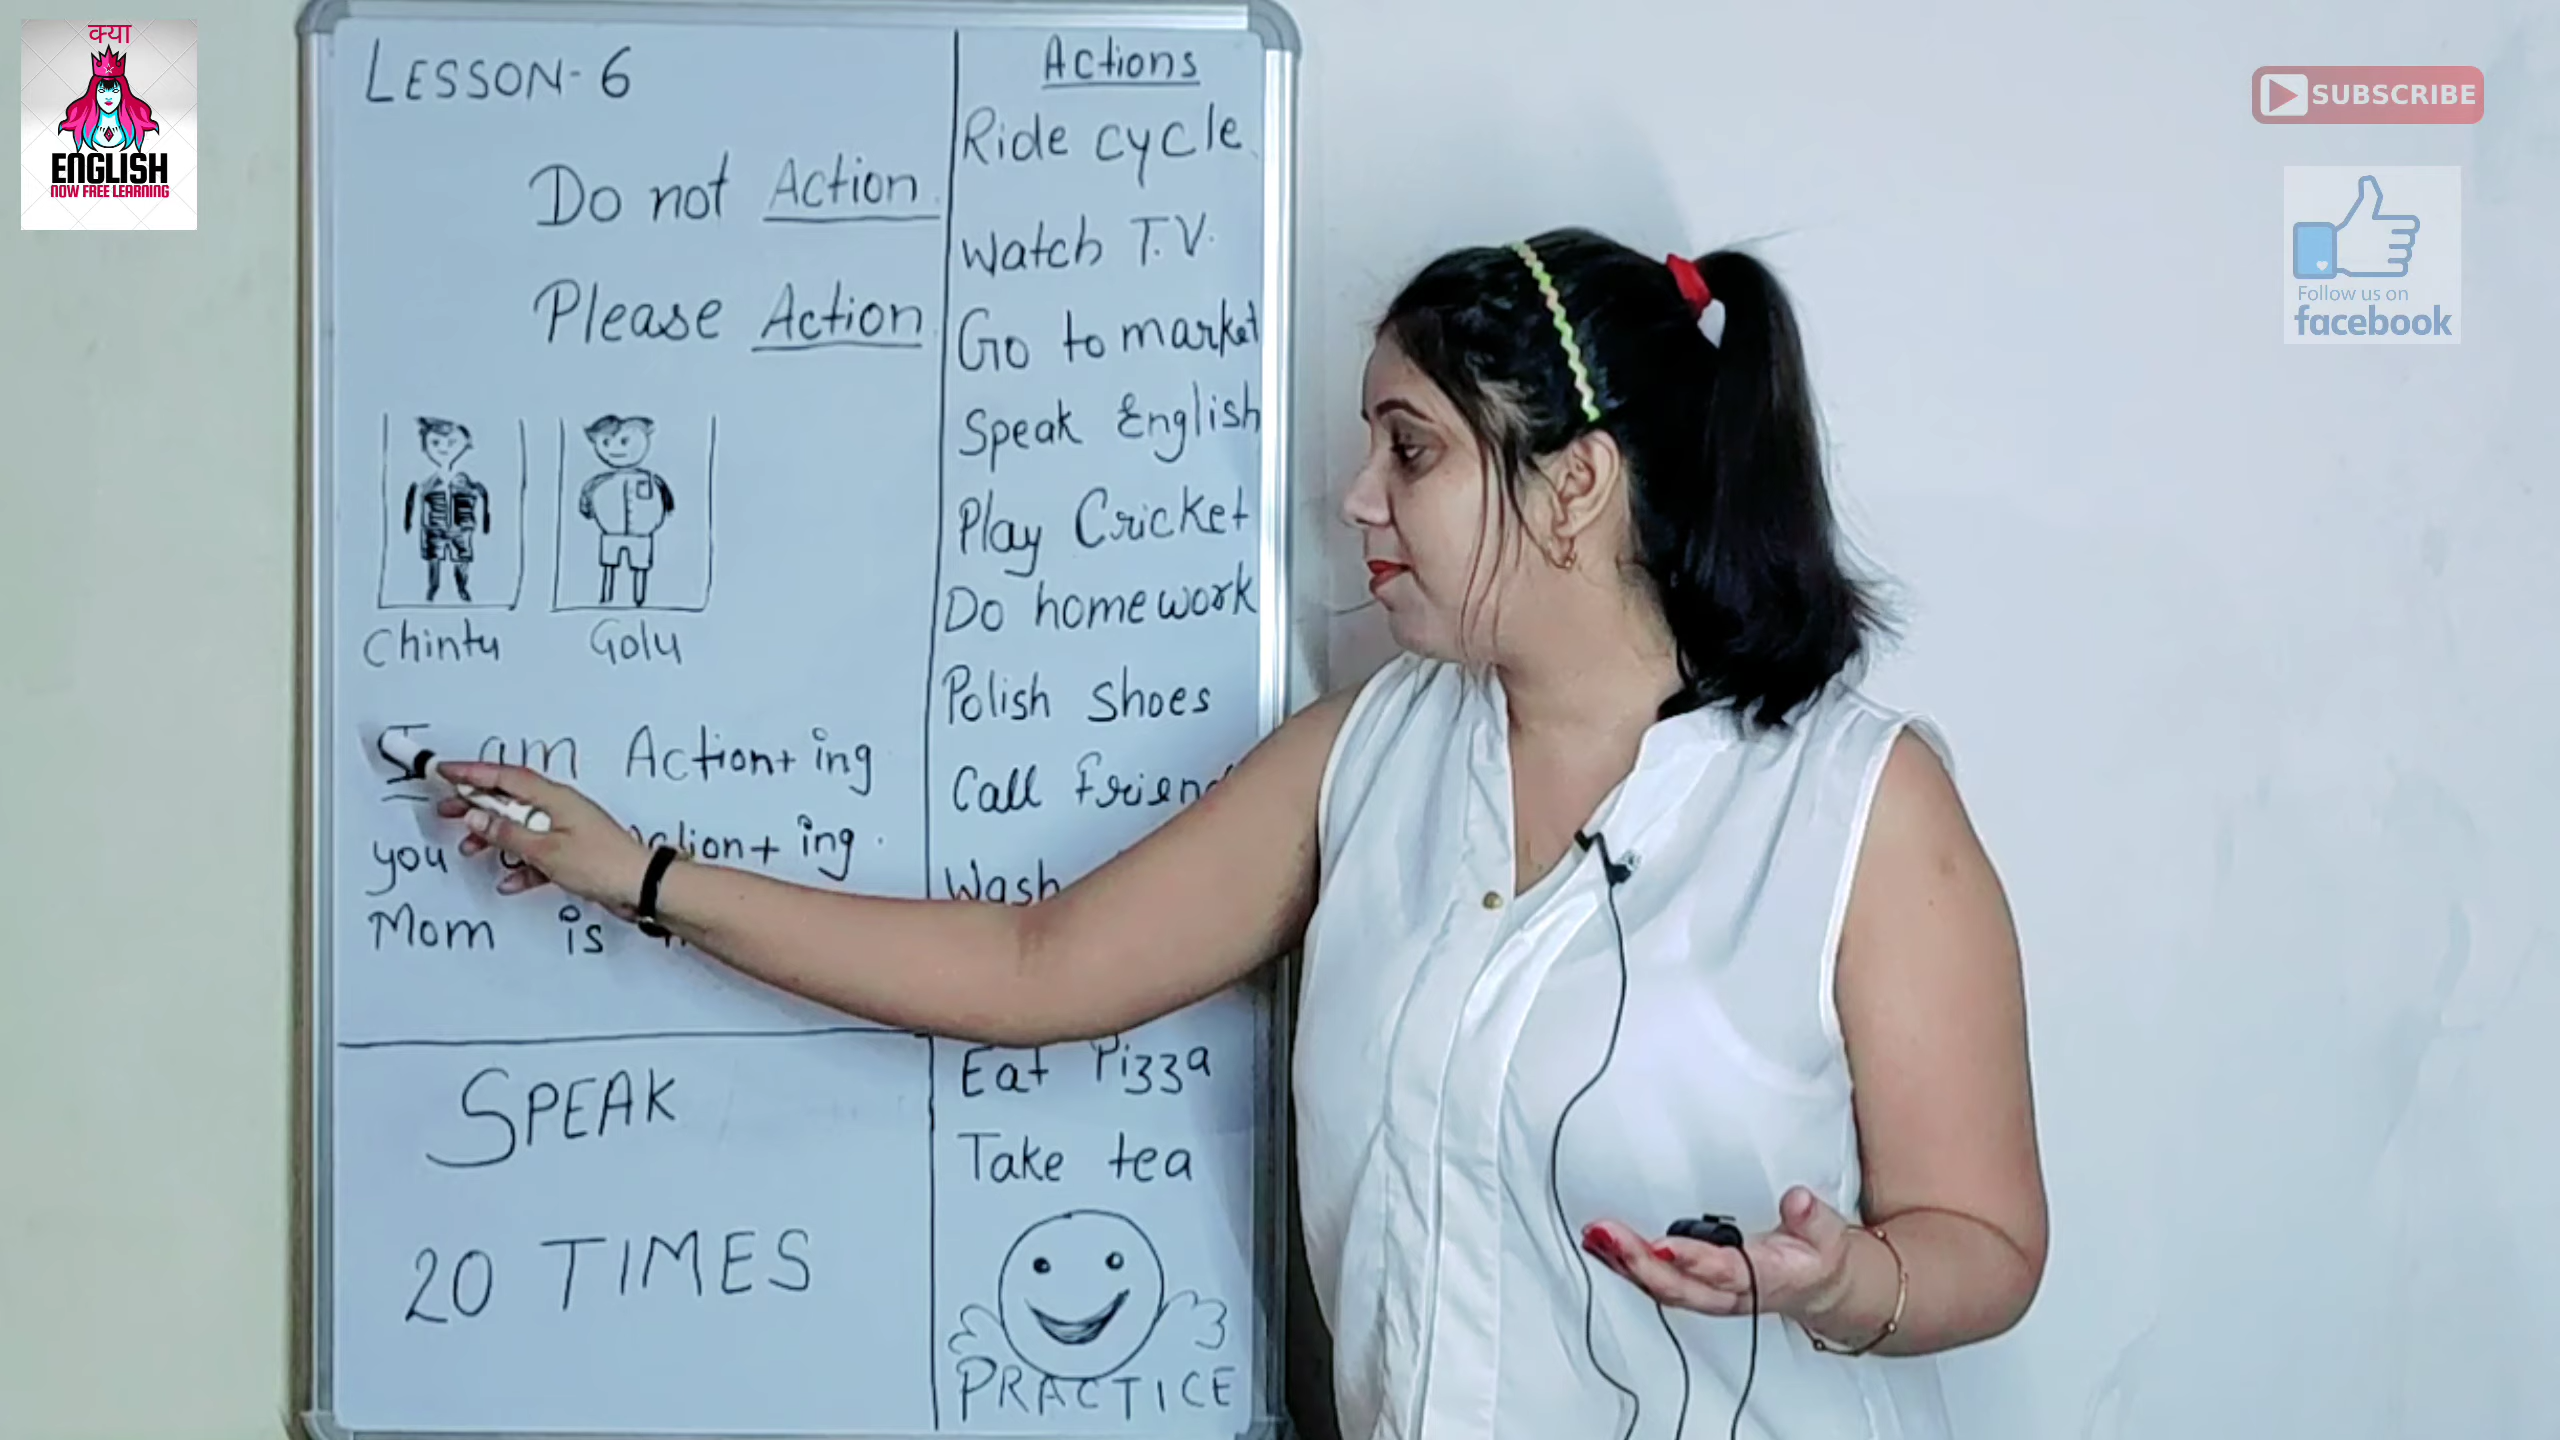 क्या
ENGLISH
NOW FREE LEARNING
LESSON-6
Do not Action.
Please Action.
Chintu
Golu
I am Action+ ing
you Action+ ing.
Mom is
SPEAK
20 TIMES
Actions
Ride cycle
Watch T.V.
Go to market
Speak English
Play Cricket
Do homework
Polish shoes
Call
Wash
Eat Pizza
Take tea
PRACTICE
SUBSCRIBE
Follow us on
facebook